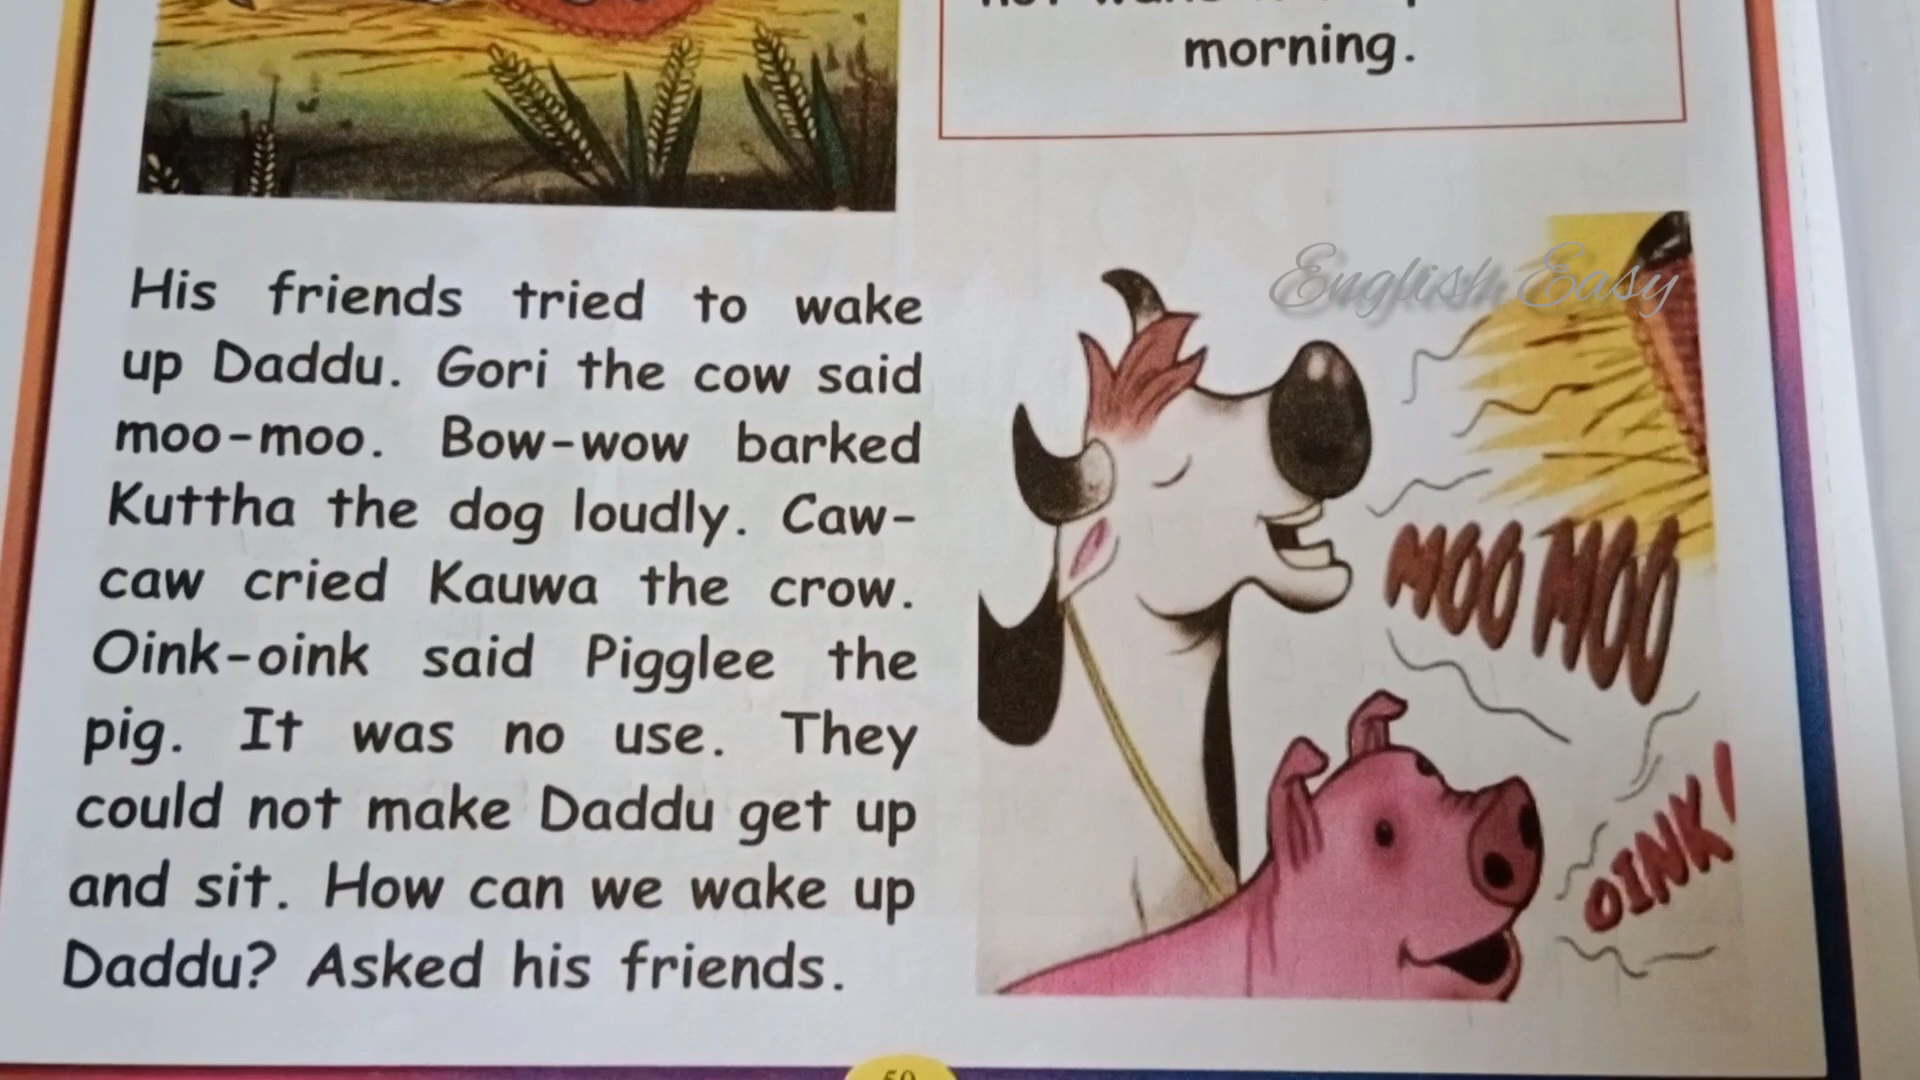 morning.
His friends tried to wake
up Daddu. Gori the cow said
moo-moo. Bow-wow barked
Kuttha the dog loudly. Caw-
caw cried Kauwa the crow.
Oink-oink said Pigglee the
pig. It was no use. They
could not make Daddu get up
and sit. How can we wake up
Daddu? Asked his friends.
English Easy
MOO MOO
OINK!